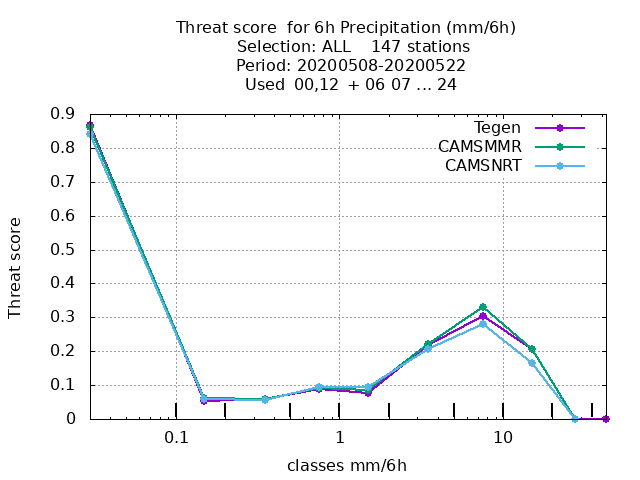 Threat score  for 6h Precipitation (mm/6h)
Selection: ALL    147 stations
Period: 20200508-20200522
Used  00,12  + 06 07 ... 24
Tegen
CAMSMMR
CAMSNRT
0.9
0.8
0.7
0.6
0.5
0.4
0.3
0.2
0.1
0
Threat score
0.1
1
10
classes mm/6h